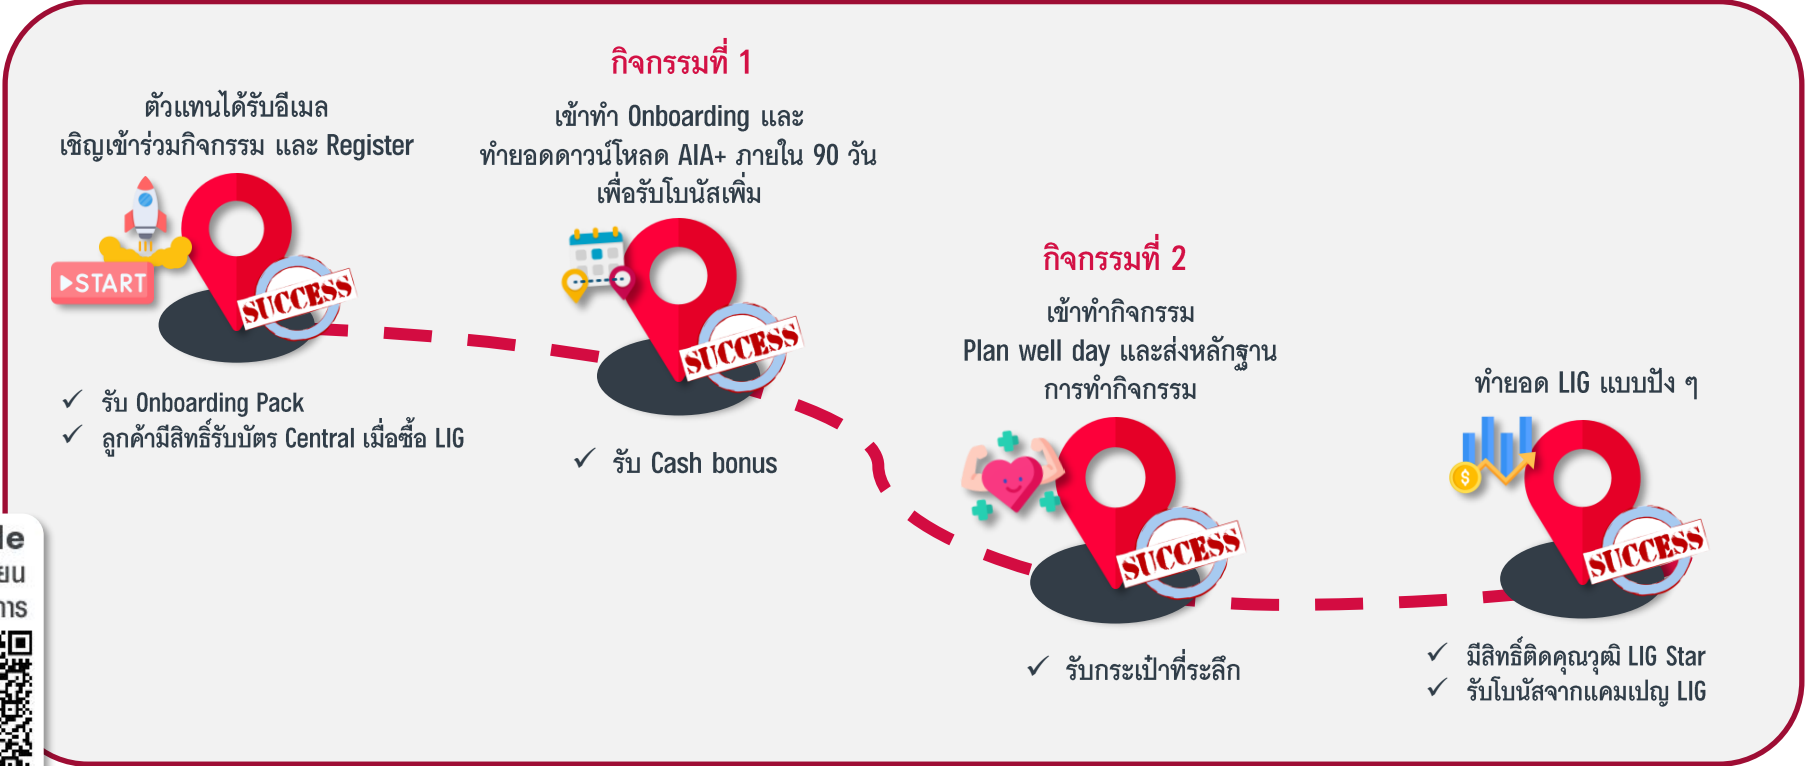 ตัวแทนได้รับอีเมล
เชิญเข้าร่วมกิจกรรม และ Register
START
SUCCESS
✓ รับ Onboarding Pack
✓ ลูกค้ามีสิทธิ์รับบัตร Central เมื่อซื้อ LIG
กิจกรรมที่ 1
เข้าทำ Onboarding และ
ทำยอดดาวน์โหลด AIA+ ภายใน 90 วัน
เพื่อรับโบนัสเพิ่ม
SUCCESS
✓ รับ Cash bonus
กิจกรรมที่ 2
เข้าทำกิจกรรม
Plan well day และส่งหลักฐาน
การทำกิจกรรม
SUCCESS
✓ รับกระเป๋าที่ระลึก
ทำยอด LIG แบบปัง ๆ
$
SUCCESS
✓ มีสิทธิ์ติดคุณวุฒิ LIG Star
✓ รับโบนัสจากแคมเปญ LIG